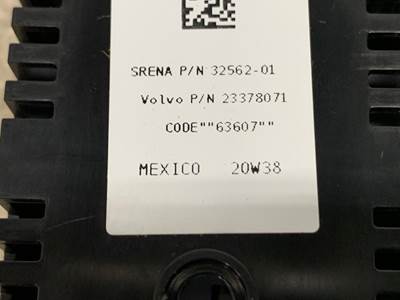 SRENA P/N 32562-01
Volvo P/N 23378071
CODE""63607""
MEXICO 20W38